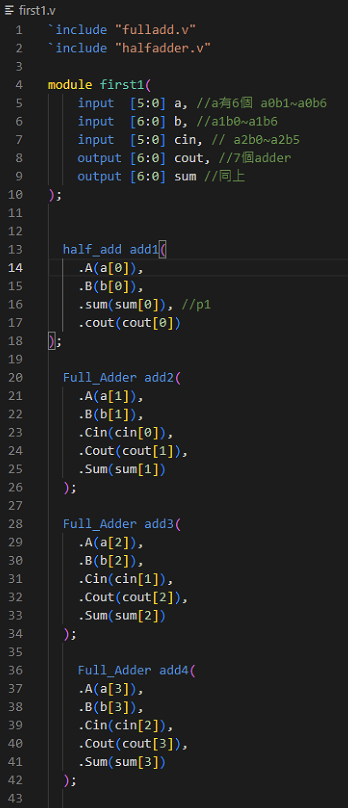 first1.v
1 `include "fulladd.v"
2 `include "halfadder.v"
3
4 module first1(
5 input [5:0] a, //a有6個 a0b1~a0b6
6 input [6:0] b, //a1b0~a1b6
7 input [5:0] cin, // a2b0~a2b5
8 output [6:0] cout, //7個adder
9 output [6:0] sum //同上
10 );
11
12
13 half_add add1(
14 .A(a[0]),
15 .B(b[0]),
16 .sum(sum[0]), //p1
17 .cout(cout[0])
18 );
19
20 Full_Adder add2(
21 .A(a[1]),
22 .B(b[1]),
23 .Cin(cin[0]),
24 .Cout(cout[1]),
25 .Sum(sum[1])
26 );
27
28 Full_Adder add3(
29 .A(a[2]),
30 .B(b[2]),
31 .Cin(cin[1]),
32 .Cout(cout[2]),
33 .Sum(sum[2])
34 );
35
36 Full_Adder add4(
37 .A(a[3]),
38 .B(b[3]),
39 .Cin(cin[2]),
40 .Cout(cout[3]),
41 .Sum(sum[3])
42 );
43